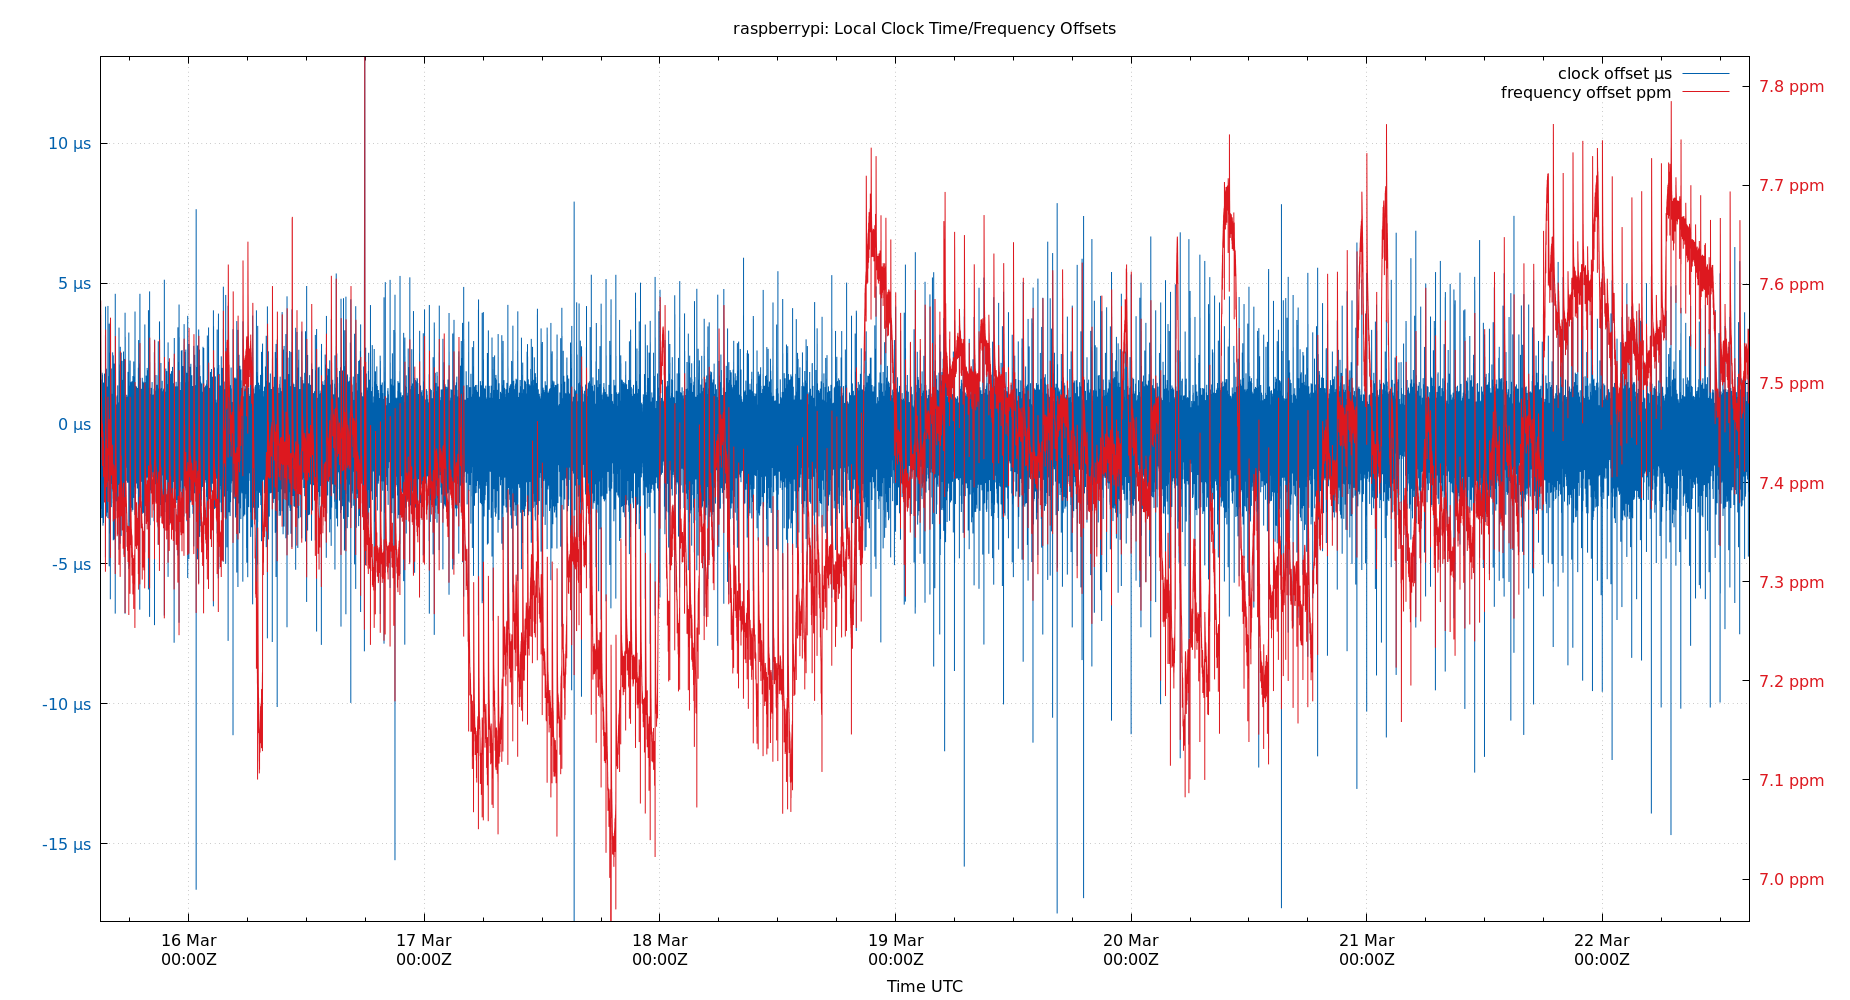 raspberrypi: Local Clock Time/Frequency Offsets
clock offset µs
frequency offset ppm
10 µs
5 µs
0 µs
-5 µs
-10 µs
-15 µs
7.8 ppm
7.7 ppm
7.6 ppm
7.5 ppm
7.4 ppm
7.3 ppm
7.2 ppm
7.1 ppm
7.0 ppm
16 Mar 17 Mar 18 Mar 19 Mar 20 Mar 21 Mar 22 Mar
00:00Z 00:00Z 00:00Z 00:00Z 00:00Z 00:00Z 00:00Z
Time UTC